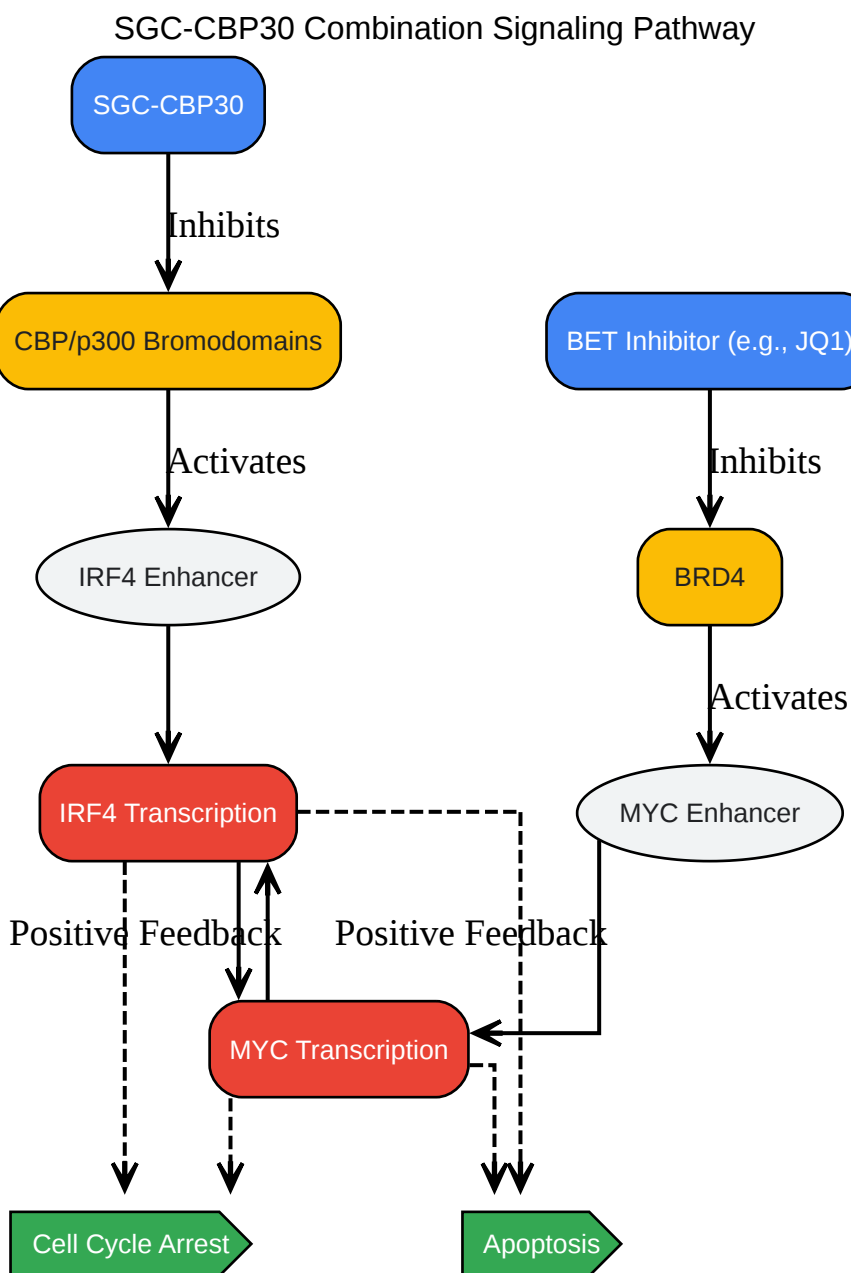 SGC-CBP30 Combination Signaling Pathway
SGC-CBP30
Inhibits
CBP/p300 Bromodomains
BET Inhibitor (e.g., JQ1)
Activates
Inhibits
IRF4 Enhancer
BRD4
Activates
IRF4 Transcription
MYC Enhancer
Positive Feedback
Positive Feedback
MYC Transcription
Cell Cycle Arrest
Apoptosis